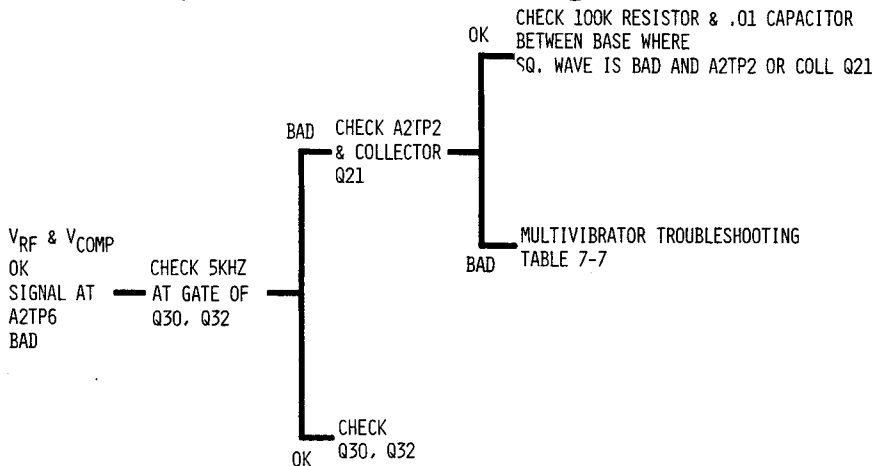 CHECK 100K RESISTOR & .01 CAPACITOR
OK
BETWEEN BASE WHERE
SQ. WAVE IS BAD AND A2TP2 OR COLL Q21
BAD
CHECK A2TP2
& COLLECTOR
Q21
MULTIVIBRATOR TROUBLESHOOTING
TABLE 7-7
BAD
VRF & VCOMP
OK
SIGNAL AT
A2TP6
BAD
CHECK 5KHZ
AT GATE OF
Q30, Q32
CHECK
Q30, Q32
OK